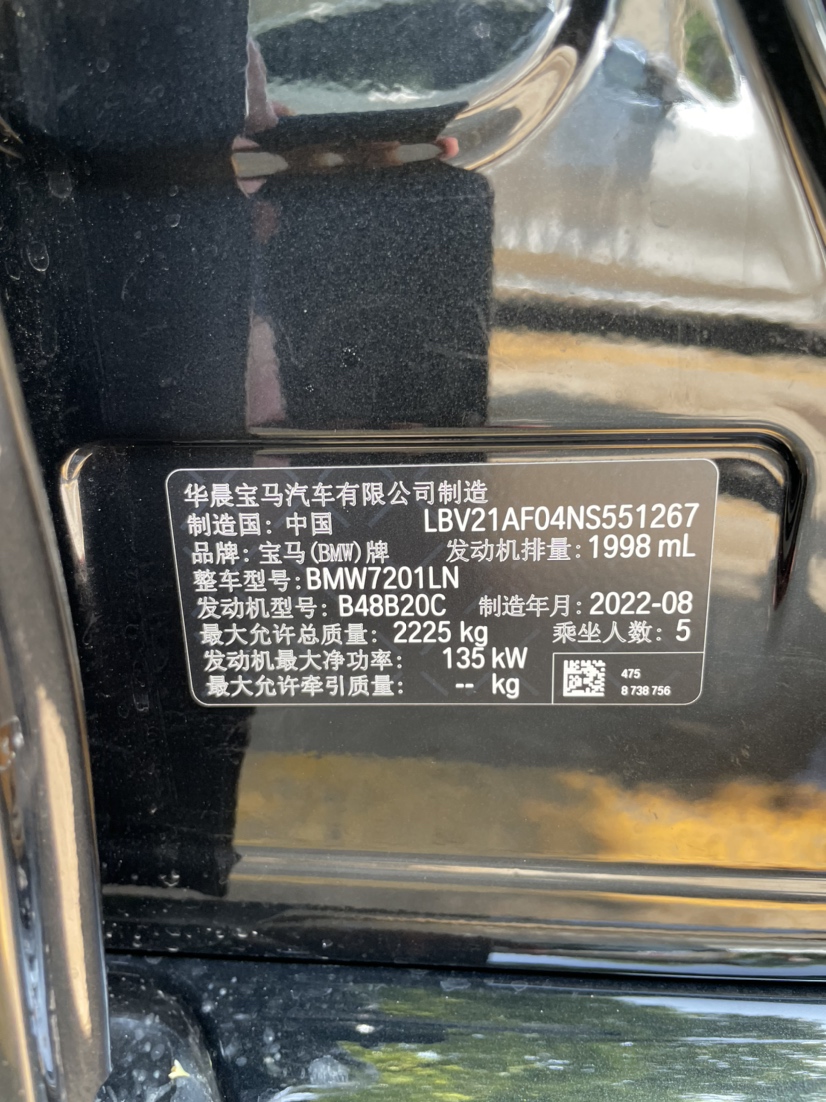 华晨宝马汽车有限公司制造
制造国: 中国 LBV21AF04NS551267
品牌: 宝马(BMW)牌 发动机排量: 1998 mL
整车型号: BMW7201LN
发动机型号: B48B20C 制造年月: 2022-08
最大允许总质量: 2225 kg 乘坐人数: 5
发动机最大净功率: 135 kW
最大允许牵引质量: -- kg
475
8 738 756